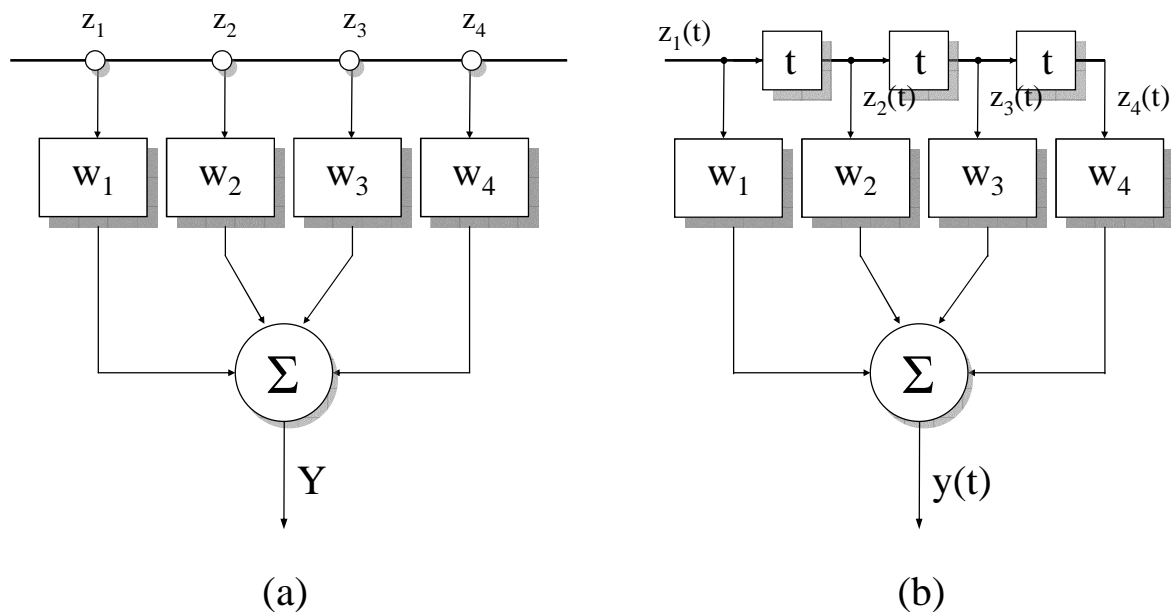 z1 z2 z3 z4
w1 w2 w3 w4
Σ
Y
(a)
z1(t)
t t t
z2(t) z3(t) z4(t)
w1 w2 w3 w4
Σ
y(t)
(b)